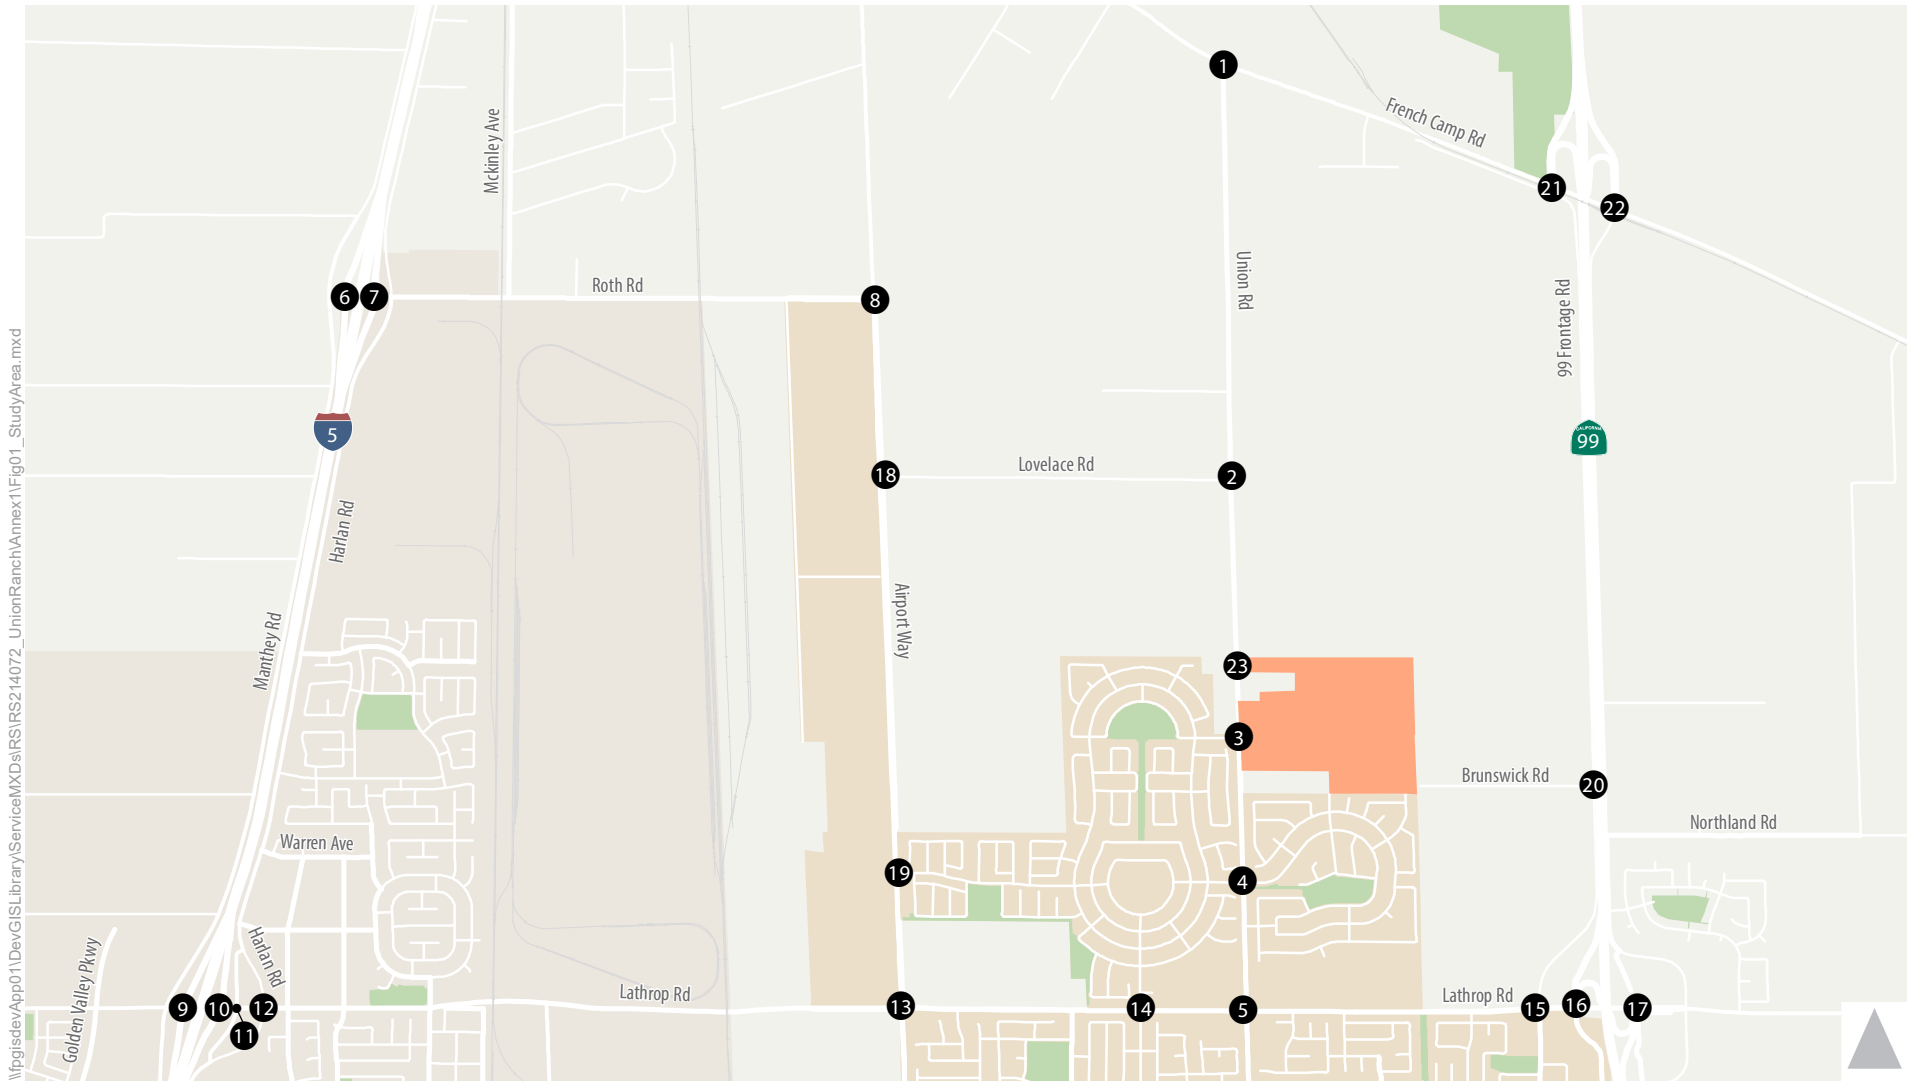 1
French Camp Rd
Mckinley Ave
21
22
Union Rd
Roth Rd
6
7
8
99 Frontage Rd
5
CALIFORNIA
99
Lovelace Rd
18
2
Harlan Rd
Airport Way
Manthey Rd
23
3
Brunswick Rd
20
Northland Rd
Warren Ave
19
4
Harlan Rd
Golden Valley Pkwy
Lathrop Rd
Lathrop Rd
9
10
12
11
13
14
5
15
16
17
\\fpgisdevApp01\DevGISLibrary\ServiceMXDs\RS\RS214072_UnionRanch\Annex1\Fig01_StudyArea.mxd